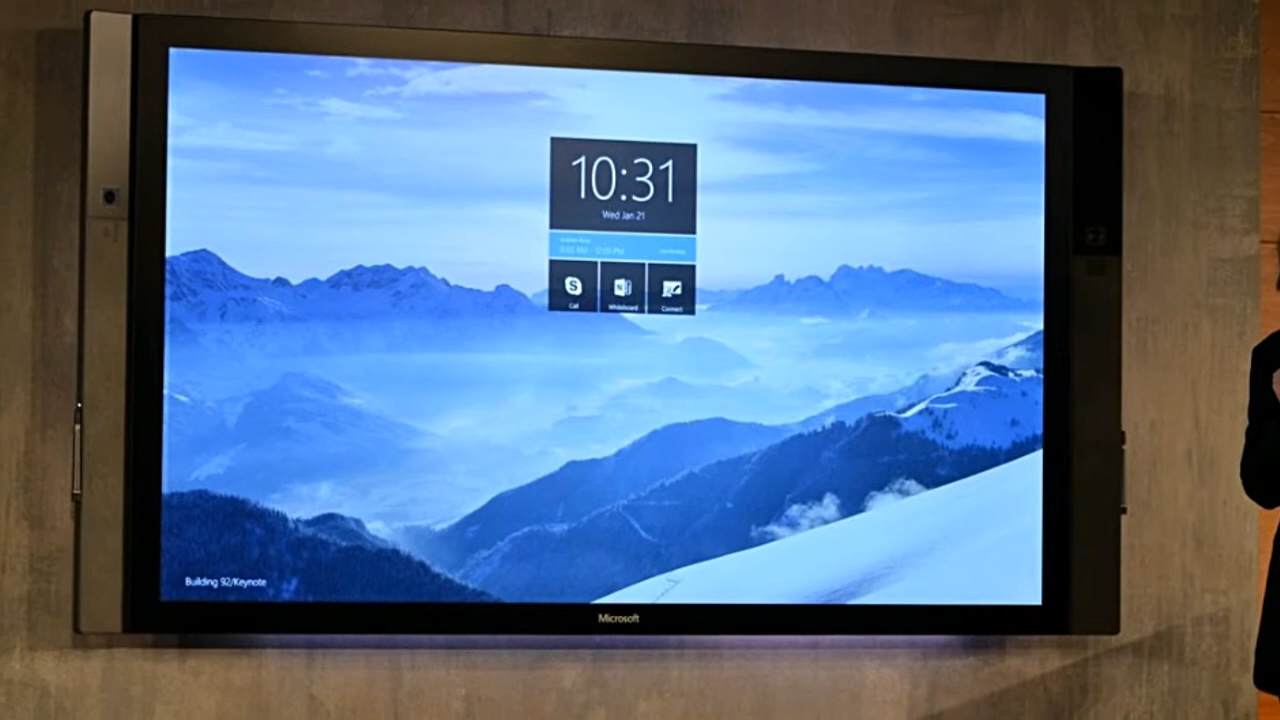 10:31
Wed Jan 21
Call
Whiteboard
Connect
Building 92/Keynote
Microsoft